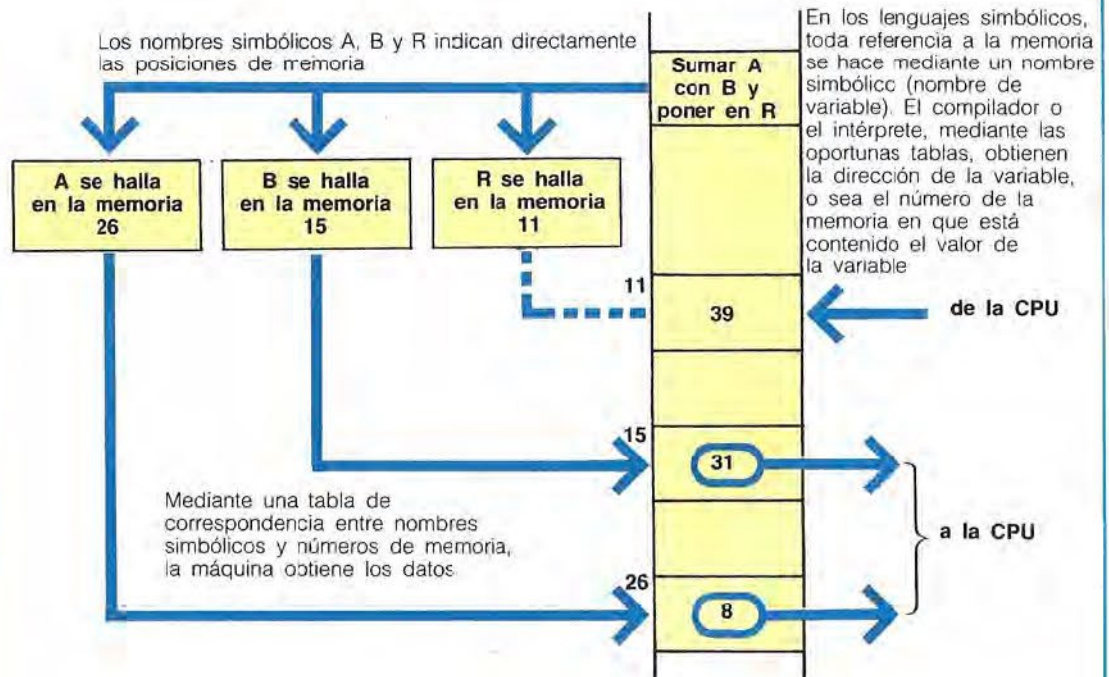 Los nombres simbólicos A, B y R indican directamente
las posiciones de memoria
Sumar A
con B y
poner en R
En los lenguajes simbólicos,
toda referencia a la memoria
se hace mediante un nombre
simbólico (nombre de
variable). El compilador o
el intérprete, mediante las
oportunas tablas, obtienen
la dirección de la variable,
o sea el número de la
memoria en que está
contenido el valor de
la variable
A se halla
en la memoria
26
B se halla
en la memoria
15
R se halla
en la memoria
11
11
39
de la CPU
15
31
Mediante una tabla de
correspondencia entre nombres
simbólicos y números de memoria,
la máquina obtiene los datos
a la CPU
26
8